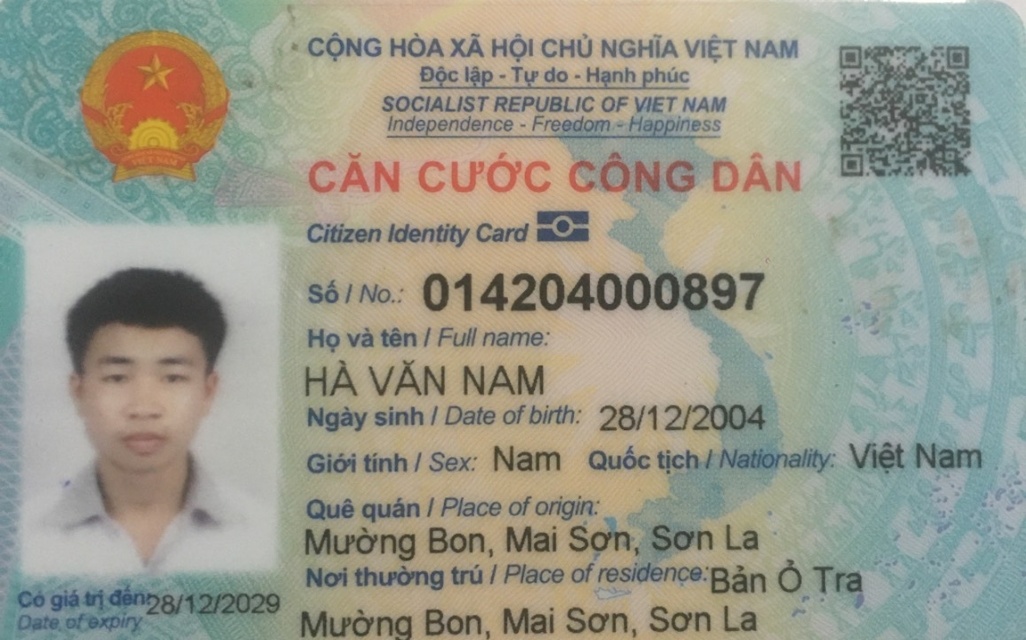 CỘNG HÒA XÃ HỘI CHỦ NGHĨA VIỆT NAM
Độc lập - Tự do - Hạnh phúc
SOCIALIST REPUBLIC OF VIET NAM
Independence - Freedom - Happiness
CĂN CƯỚC CÔNG DÂN
Citizen Identity Card
Số / No.: 014204000897
Họ và tên / Full name:
HÀ VĂN NAM
Ngày sinh / Date of birth: 28/12/2004
Giới tính / Sex: Nam Quốc tịch / Nationality: Việt Nam
Quê quán / Place of origin:
Mường Bon, Mai Sơn, Sơn La
Nơi thường trú / Place of residence: Bản Ỏ Tra
Mường Bon, Mai Sơn, Sơn La
Có giá trị đến: 28/12/2029
Date of expiry
VIỆT NAM